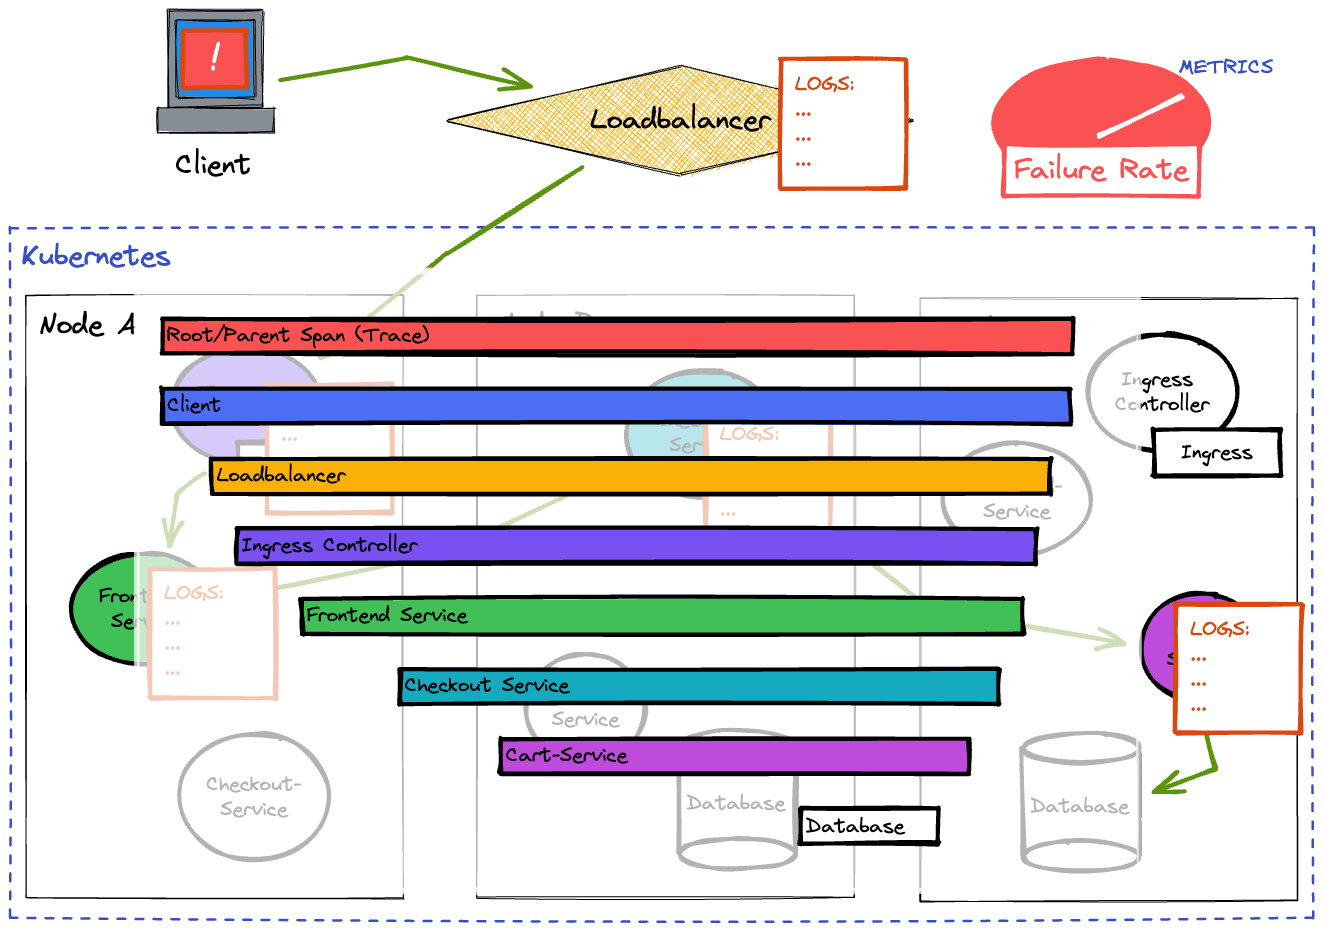 !
Client
Loadbalancer
LOGS:
...
...
...
METRICS
Failure Rate
Kubernetes
Node A
Root/Parent Span (Trace)
Client
Ingress
Controller
Ingress
...
LOGS:
...
Loadbalancer
Service
Ingress Controller
LOGS:
...
...
...
Frontend Service
LOGS:
...
...
...
Checkout Service
Service
Cart-Service
Checkout-
Service
Database
Database
Database